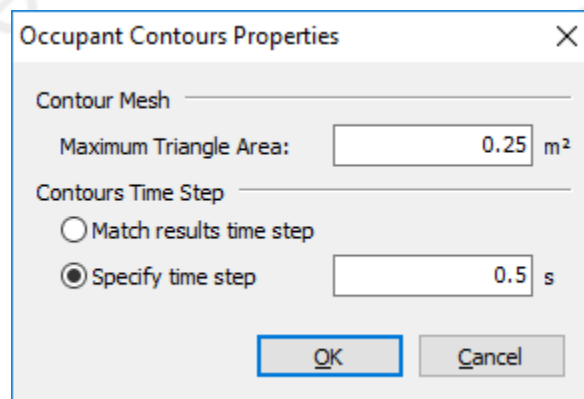 Occupant Contours Properties
Contour Mesh
Maximum Triangle Area: 0.25 m²
Contours Time Step
Match results time step
Specify time step 0.5 s
OK Cancel